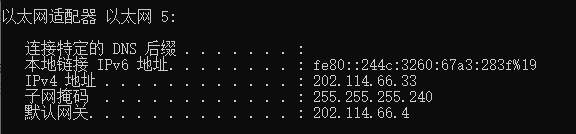 以太网适配器 以太网 5:
连接特定的 DNS 后缀 . . . . . . . :
本地链接 IPv6 地址. . . . . . . . : fe80::244c:3260:67a3:283f%19
IPv4 地址 . . . . . . . . . . . . : 202.114.66.33
子网掩码 . . . . . . . . . . . . : 255.255.255.240
默认网关. . . . . . . . . . . . . : 202.114.66.4